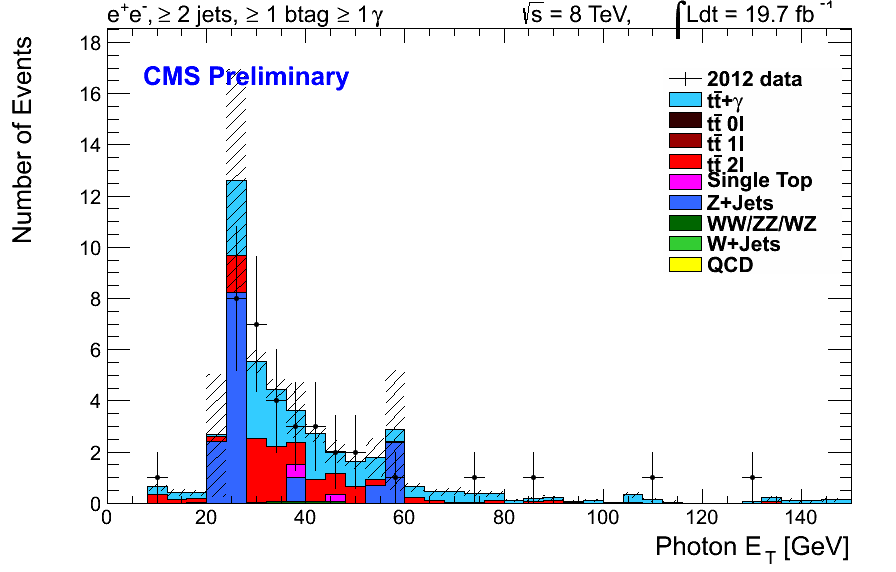 e⁺e⁻, ≥ 2 jets, ≥ 1 btag ≥ 1 γ
√s = 8 TeV, ∫Ldt = 19.7 fb⁻¹
CMS Preliminary
2012 data
tt̄+γ
tt̄ 0l
tt̄ 1l
tt̄ 2l
Single Top
Z+Jets
WW/ZZ/WZ
W+Jets
QCD
Number of Events
18
16
14
12
10
8
6
4
2
0
0 20 40 60 80 100 120 140
Photon E_T [GeV]